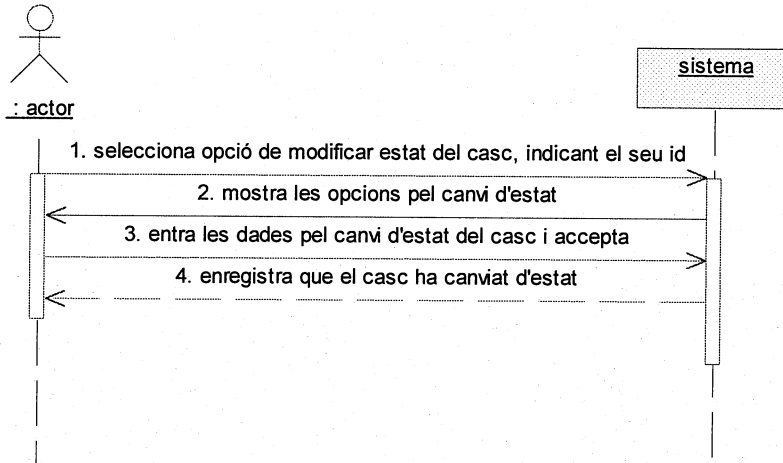 : actor
sistema
1. selecciona opció de modificar estat del casc, indicant el seu id
2. mostra les opcions pel canvi d'estat
3. entra les dades pel canvi d'estat del casc i accepta
4. enregistra que el casc ha canviat d'estat